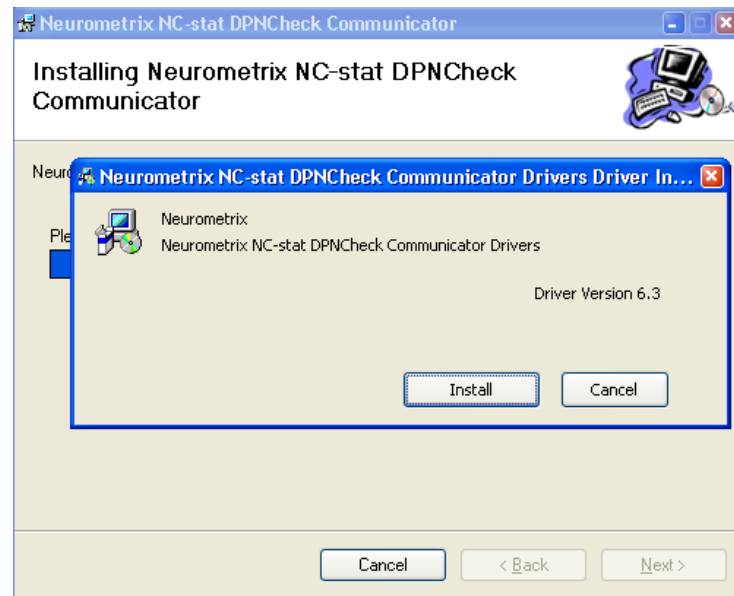 Neurometrix NC-stat DPNCheck Communicator
Installing Neurometrix NC-stat DPNCheck
Communicator
Neurometrix NC-stat DPNCheck Communicator Drivers Driver In...
Neurometrix
Neurometrix NC-stat DPNCheck Communicator Drivers
Driver Version 6.3
Install
Cancel
Cancel
< Back
Next >